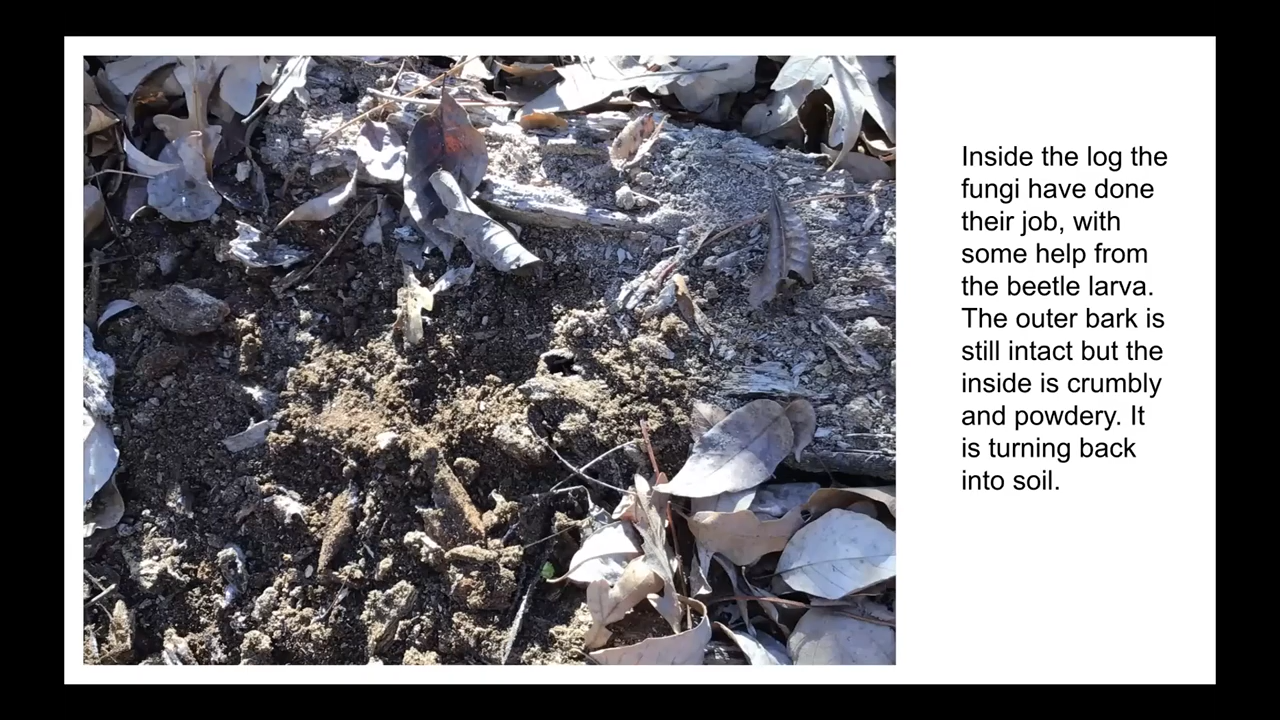 Inside the log the
fungi have done
their job, with
some help from
the beetle larva.
The outer bark is
still intact but the
inside is crumbly
and powdery. It
is turning back
into soil.